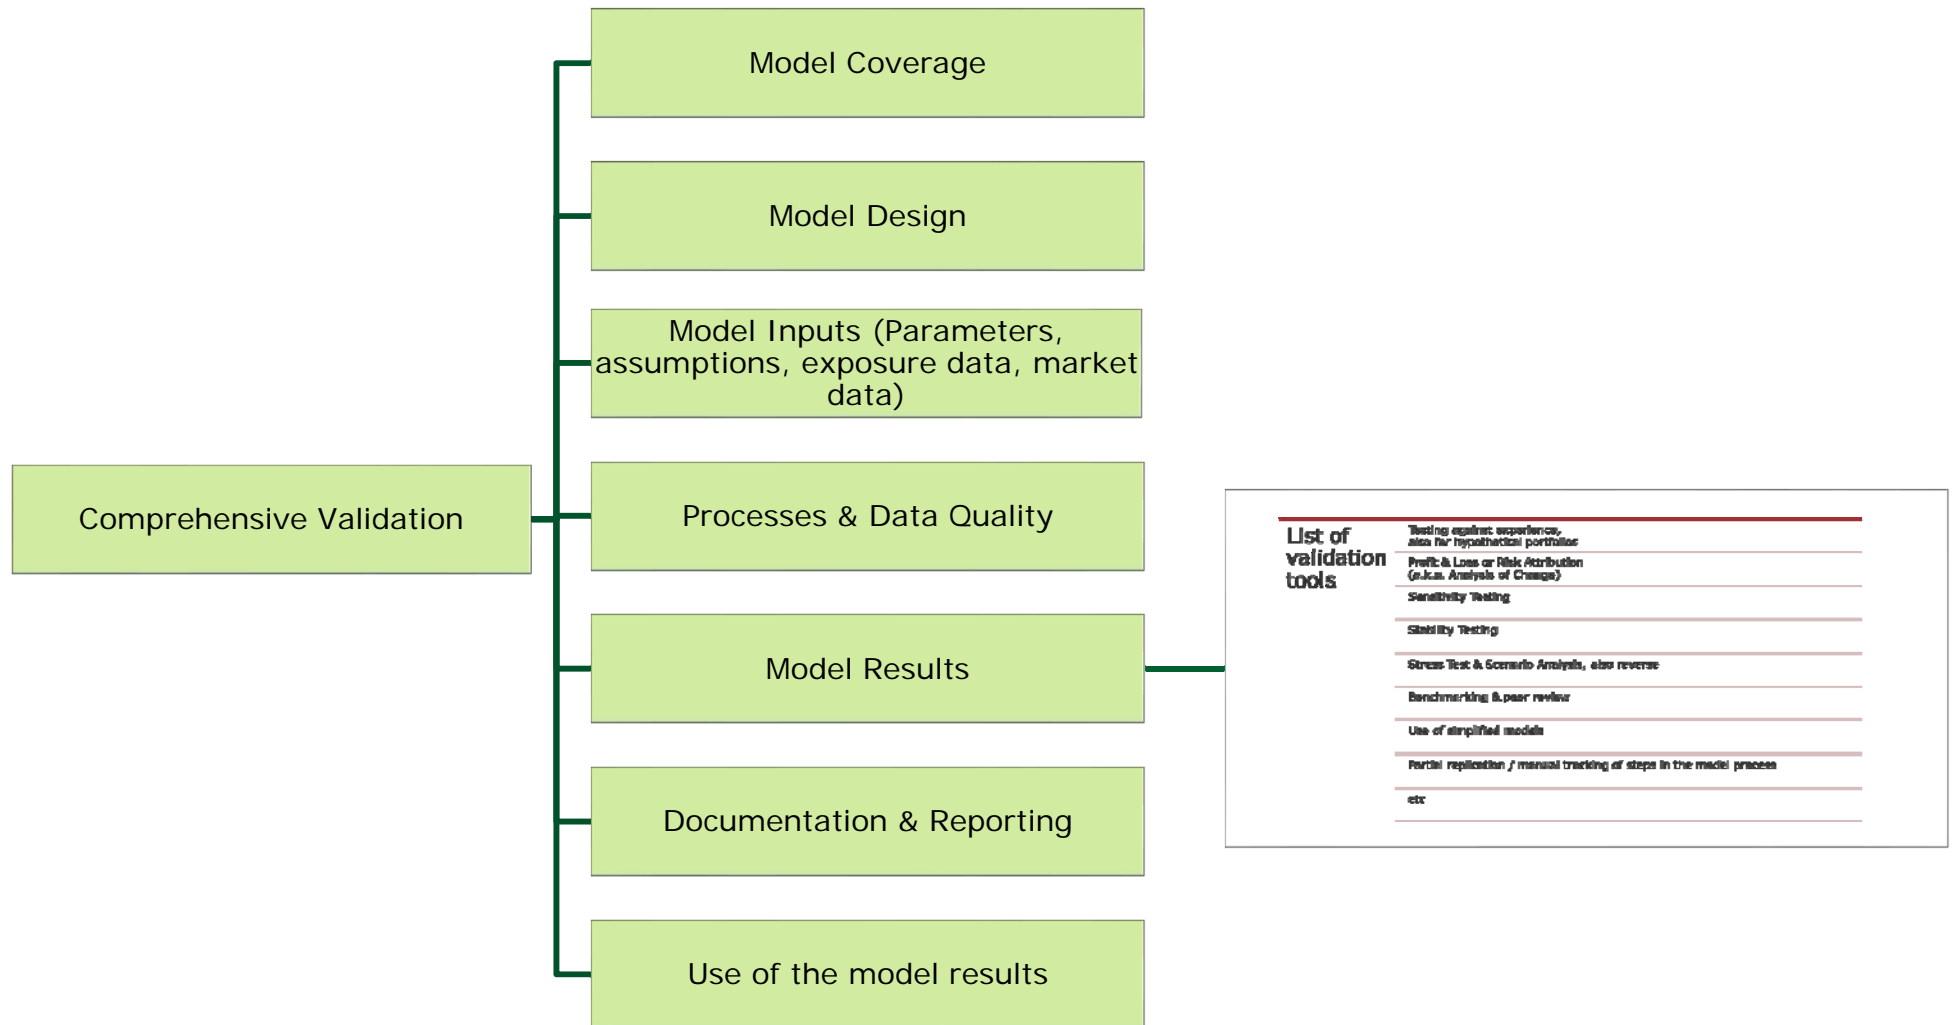 Model Coverage
Model Design
Model Inputs (Parameters,
assumptions, exposure data, market
data)
Comprehensive Validation
Processes & Data Quality
Model Results
Documentation & Reporting
Use of the model results
List of
validation
tools
Testing against experience,
also for hypothetical portfolios
Profit & Loss or Risk Attribution
(a.k.a. Analysis of Change)
Sensitivity Testing
Stability Testing
Stress Test & Scenario Analysis, also reverse
Benchmarking & peer review
Use of simplified models
Partial replication / manual tracking of steps in the model process
etc